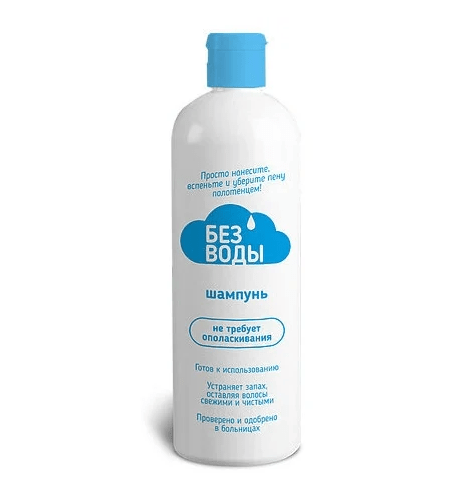 Просто нанесите,
вспеньте и уберите пену
полотенцем!
БЕЗ
ВОДЫ
шампунь
не требует
ополаскивания
Готов к использованию
Устраняет запах,
оставляя волосы
свежими и чистыми
Проверено и одобрено
в больницах